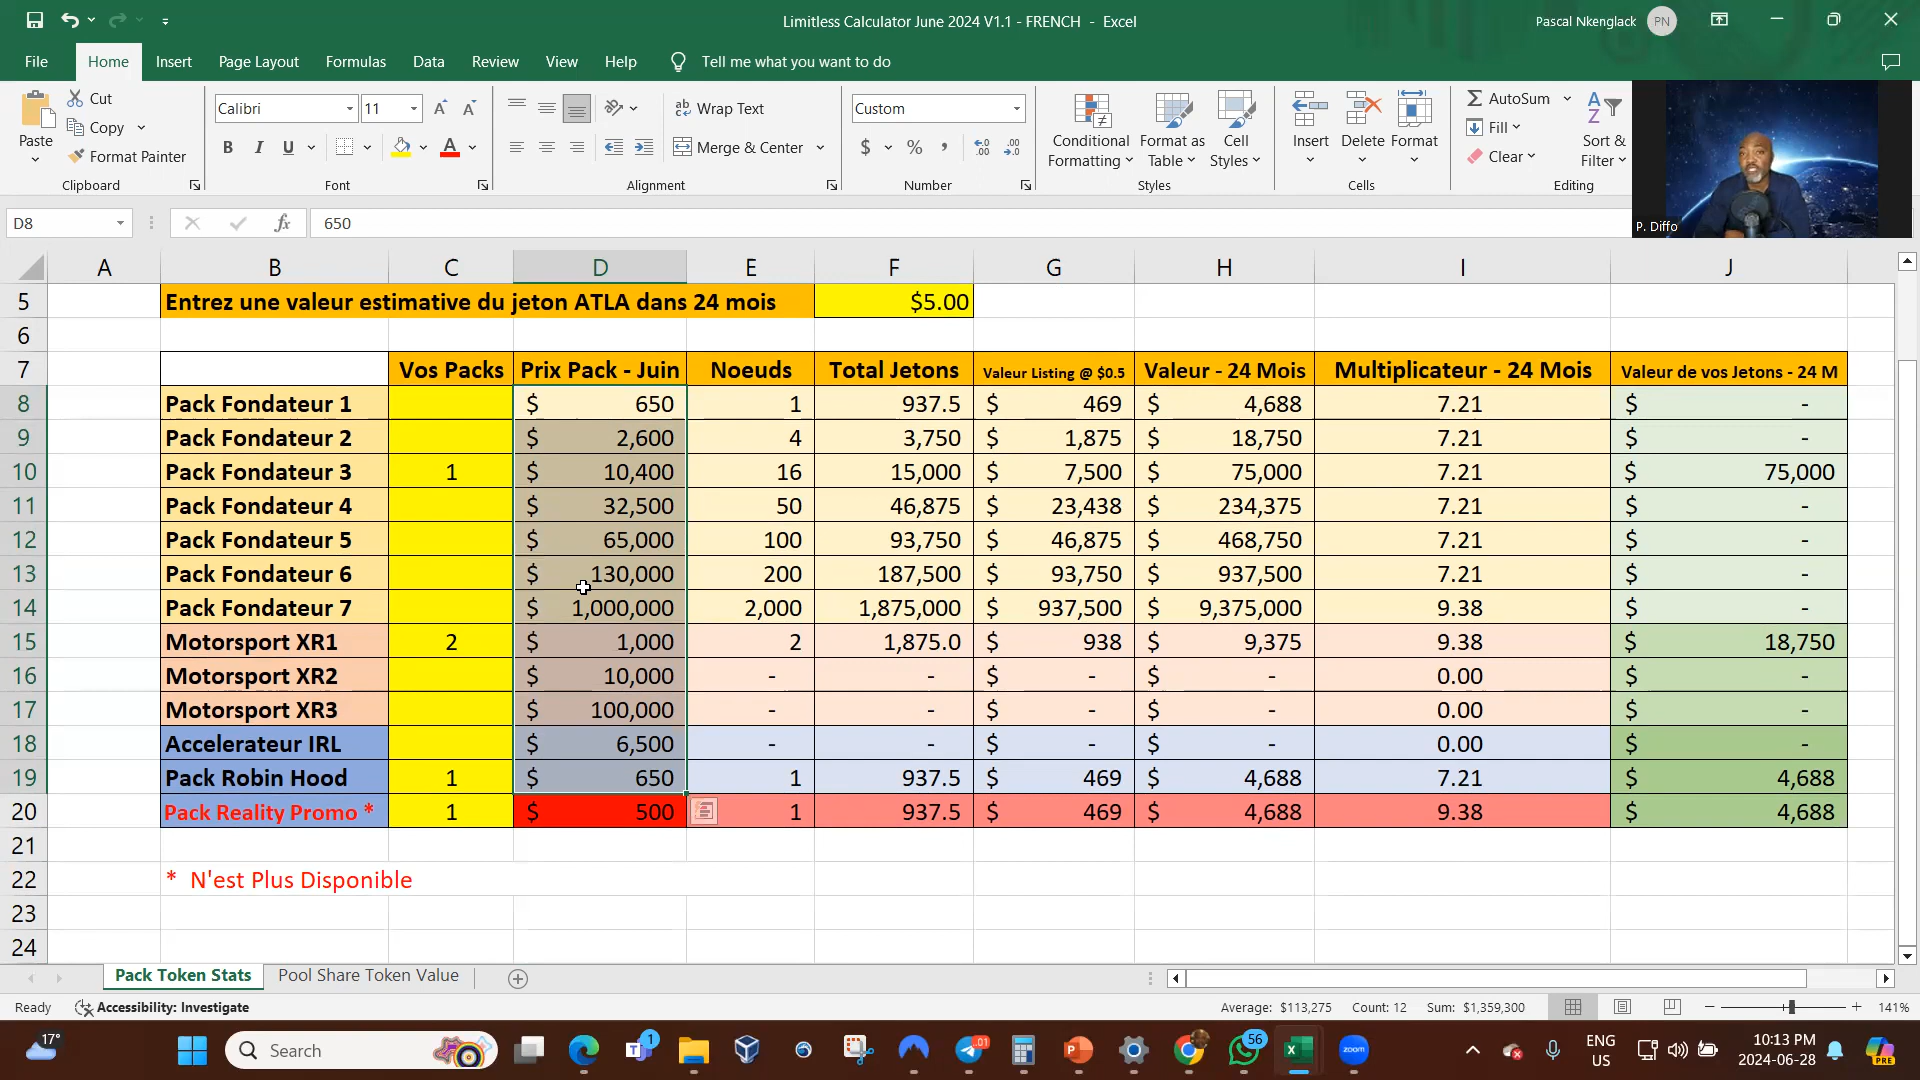 Limitless Calculator June 2024 V1.1 - FRENCH - Excel
Pascal Nkenglack PN
File Home Insert Page Layout Formulas Data Review View Help Tell me what you want to do
Paste
Cut
Copy
Format Painter
Clipboard
Calibri 11
B I U
Font
Wrap Text
Merge & Center
Alignment
Custom
$ % ,
Number
Conditional Formatting
Format as Table
Cell Styles
Styles
Insert Delete Format
Cells
AutoSum
Fill
Clear
Sort & Filter
Editing
P. Diffo
D8 fx 650
A B C D E F G H I J
5 Entrez une valeur estimative du jeton ATLA dans 24 mois $5.00
6
7 Vos Packs Prix Pack - Juin Noeuds Total Jetons Valeur Listing @ $0.5 Valeur - 24 Mois Multiplicateur - 24 Mois Valeur de vos Jetons - 24 M
8 Pack Fondateur 1 $ 650 1 937.5 $ 469 $ 4,688 7.21 $ -
9 Pack Fondateur 2 $ 2,600 4 3,750 $ 1,875 $ 18,750 7.21 $ -
10 Pack Fondateur 3 1 $ 10,400 16 15,000 $ 7,500 $ 75,000 7.21 $ 75,000
11 Pack Fondateur 4 $ 32,500 50 46,875 $ 23,438 $ 234,375 7.21 $ -
12 Pack Fondateur 5 $ 65,000 100 93,750 $ 46,875 $ 468,750 7.21 $ -
13 Pack Fondateur 6 $ 130,000 200 187,500 $ 93,750 $ 937,500 7.21 $ -
14 Pack Fondateur 7 $ 1,000,000 2,000 1,875,000 $ 937,500 $ 9,375,000 9.38 $ -
15 Motorsport XR1 2 $ 1,000 2 1,875.0 $ 938 $ 9,375 9.38 $ 18,750
16 Motorsport XR2 $ 10,000 - - $ - $ - 0.00 $ -
17 Motorsport XR3 $ 100,000 - - $ - $ - 0.00 $ -
18 Accelerateur IRL $ 6,500 - - $ - $ - 0.00 $ -
19 Pack Robin Hood 1 $ 650 1 937.5 $ 469 $ 4,688 7.21 $ 4,688
20 Pack Reality Promo * 1 $ 500 1 937.5 $ 469 $ 4,688 9.38 $ 4,688
21
22 * N'est Plus Disponible
23
24
Pack Token Stats Pool Share Token Value
Ready Accessibility: Investigate Average: $113,275 Count: 12 Sum: $1,359,300 141%
17° Search 1 .01 56 zoom ENG US 10:13 PM 2024-06-28 PRE